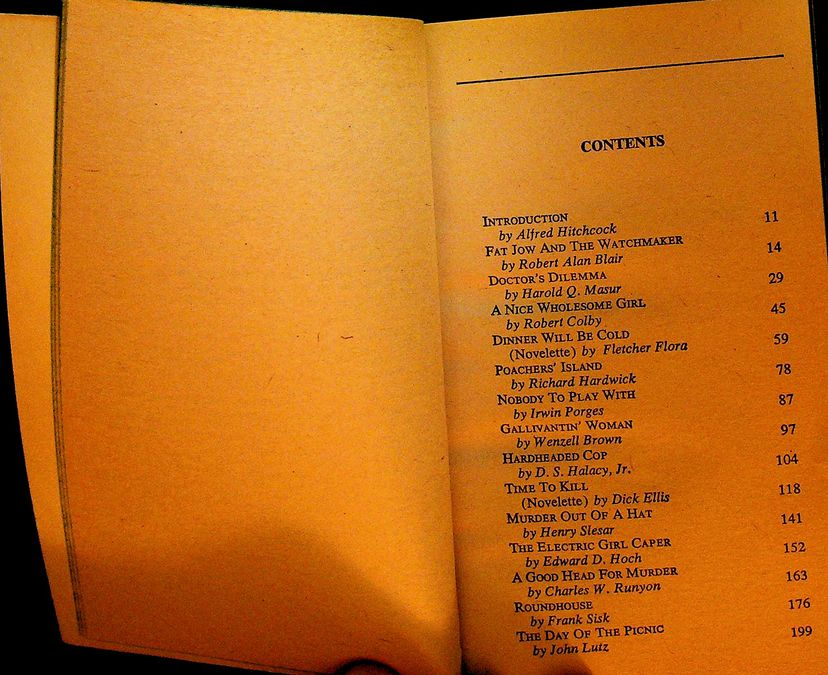 CONTENTS
INTRODUCTION 11
by Alfred Hitchcock
FAT JOW AND THE WATCHMAKER 14
by Robert Alan Blair
DOCTOR'S DILEMMA 29
by Harold Q. Masur
A NICE WHOLESOME GIRL 45
by Robert Colby
DINNER WILL BE COLD 59
(Novelette) by Fletcher Flora
POACHERS' ISLAND 78
by Richard Hardwick
NOBODY TO PLAY WITH 87
by Irwin Porges
GALLIVANTIN' WOMAN 97
by Wenzell Brown
HARDHEADED COP 104
by D. S. Halacy, Jr.
TIME TO KILL 118
(Novelette) by Dick Ellis
MURDER OUT OF A HAT 141
by Henry Slesar
THE ELECTRIC GIRL CAPER 152
by Edward D. Hoch
A GOOD HEAD FOR MURDER 163
by Charles W. Runyon
ROUNDHOUSE 176
by Frank Sisk
THE DAY OF THE PICNIC 199
by John Lutz